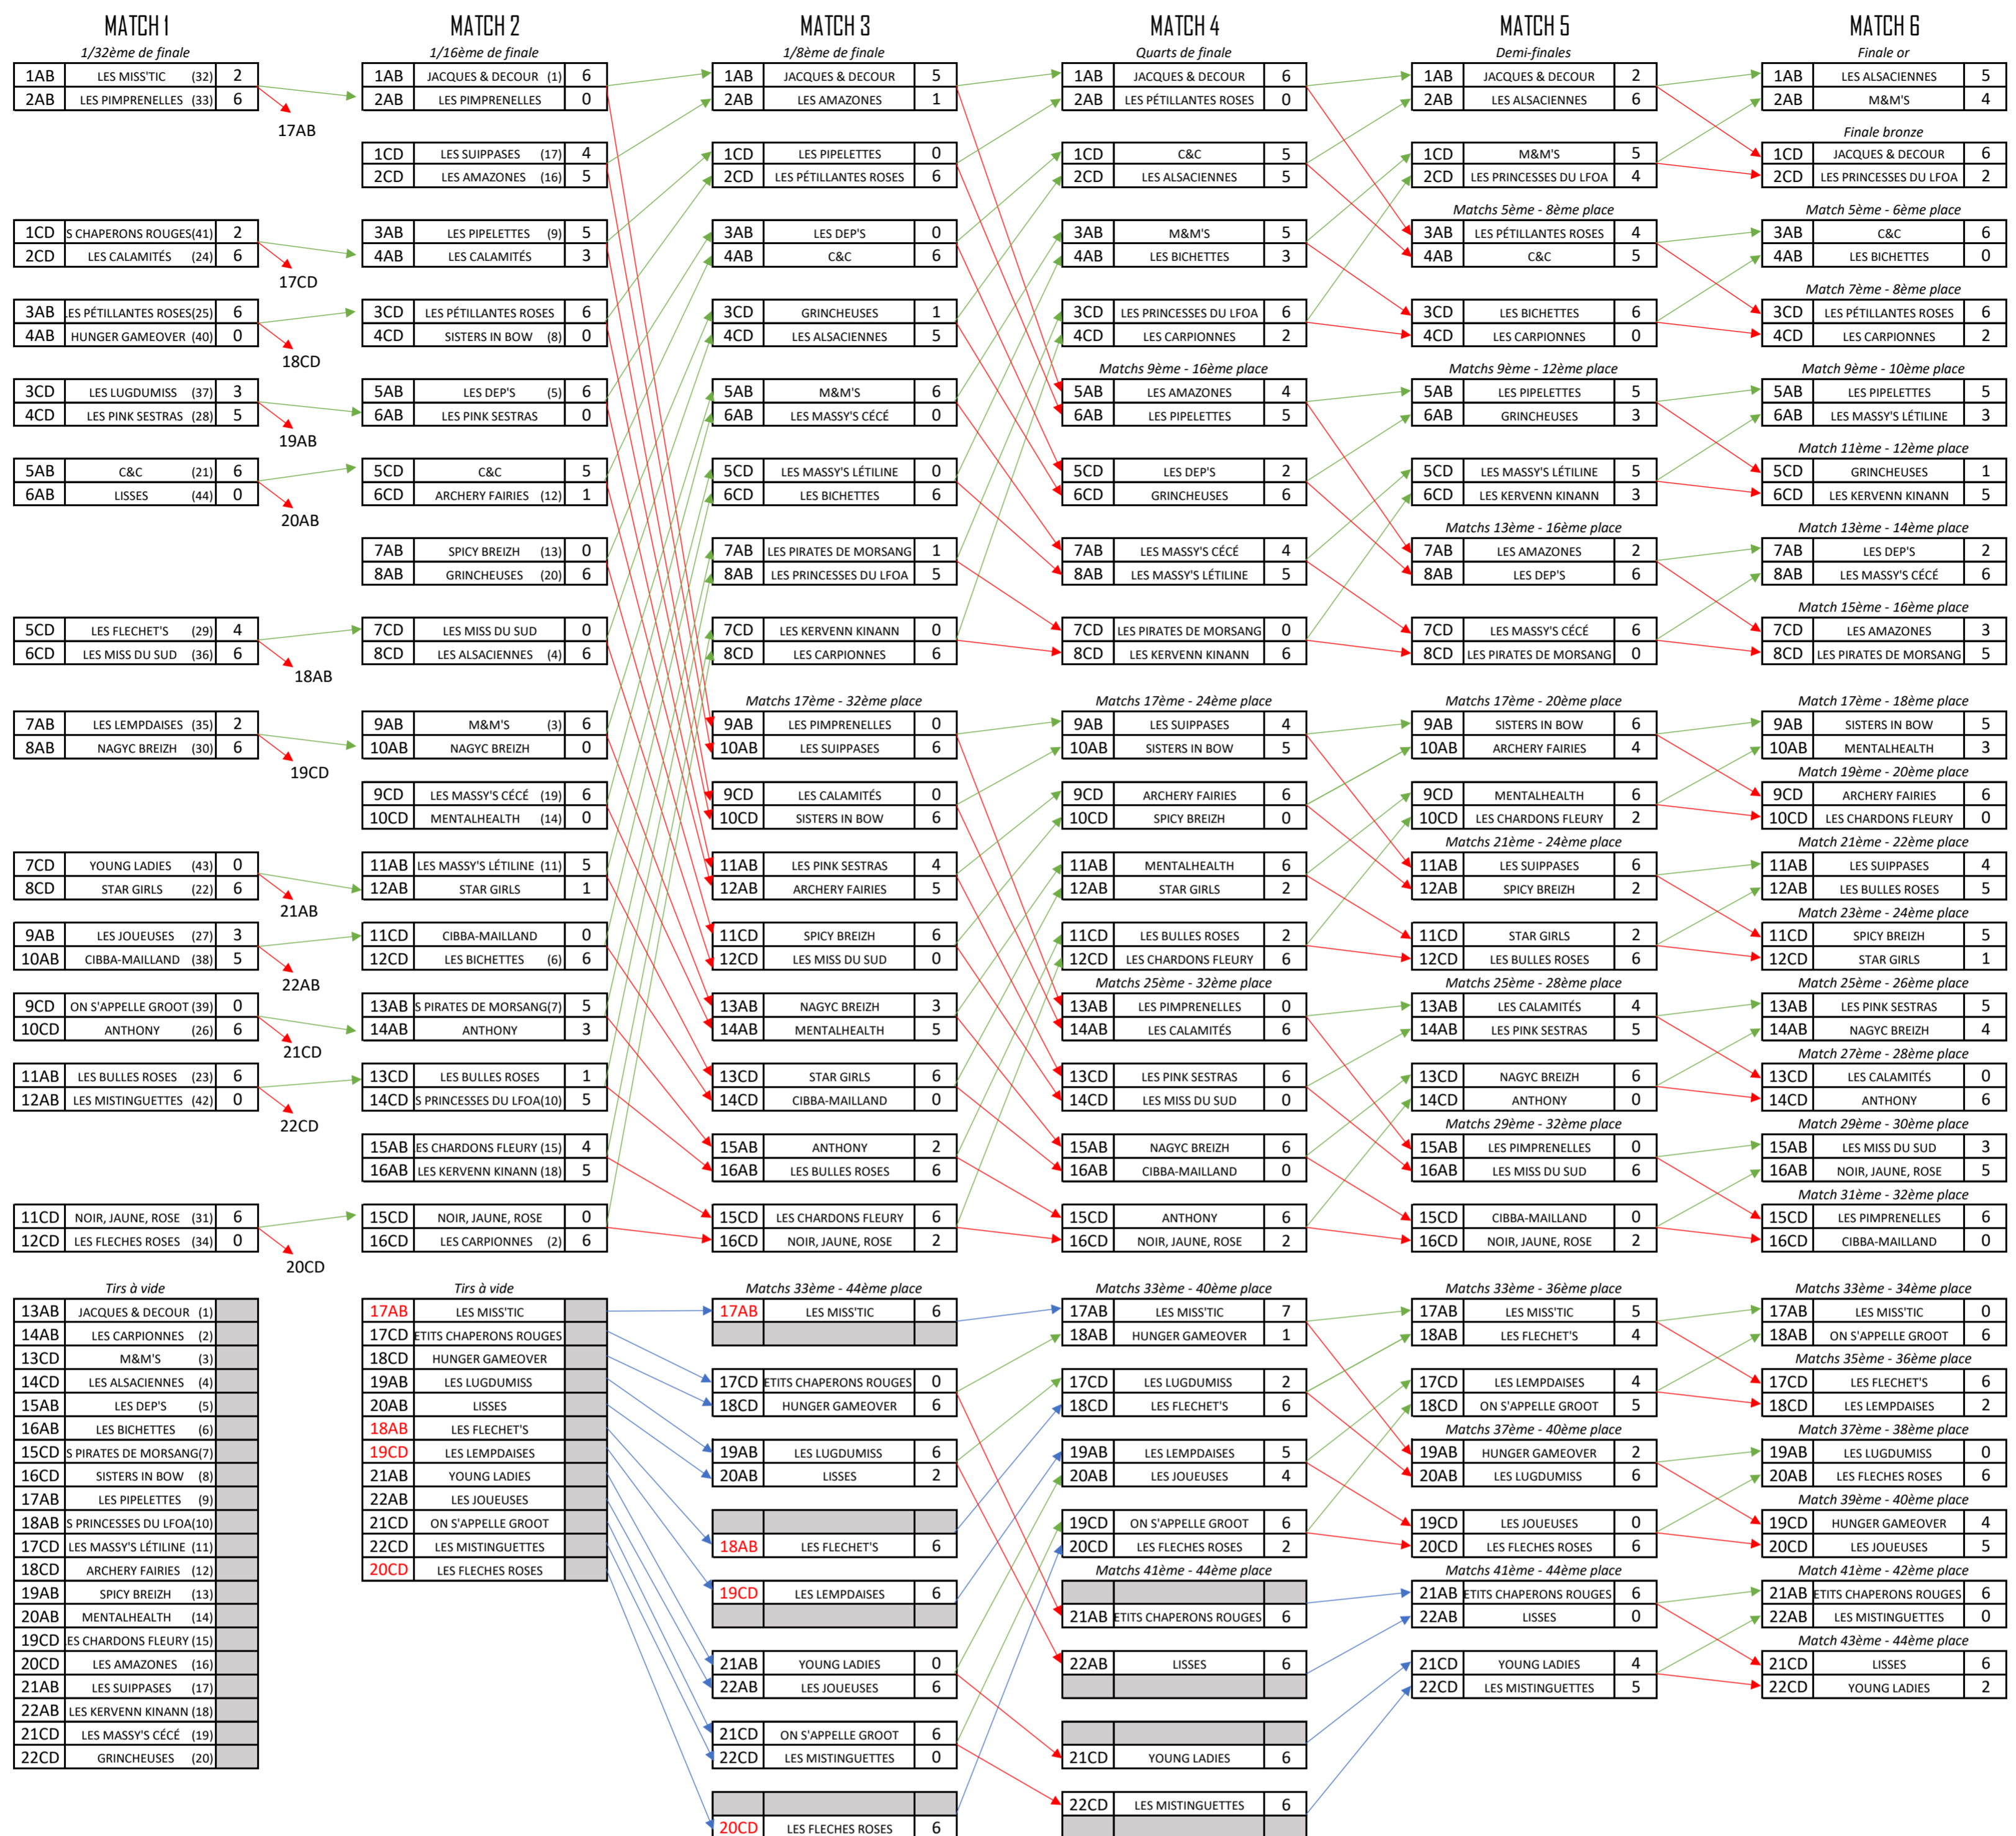 MATCH 1
1/32ème de finale
1AB LES MISS'TIC (32) 2
2AB LES PIMPRENELLES (33) 6
17AB
1CD S CHAPERONS ROUGES(41) 2
2CD LES CALAMITÉS (24) 6
17CD
3AB LES PÉTILLANTES ROSES(25) 6
4AB HUNGER GAMEOVER (40) 0
18CD
3CD LES LUGDUMISS (37) 3
4CD LES PINK SESTRAS (28) 5
19AB
5AB C&C (21) 6
6AB LISSES (44) 0
20AB
5CD LES FLECHET'S (29) 4
6CD LES MISS DU SUD (36) 6
18AB
7AB LES LEMPDAISES (35) 2
8AB NAGYC BREIZH (30) 6
19CD
7CD YOUNG LADIES (43) 0
8CD STAR GIRLS (22) 6
21AB
9AB LES JOUEUSES (27) 3
10AB CIBBA-MAILLAND (38) 5
22AB
9CD ON S'APPELLE GROOT (39) 0
10CD ANTHONY (26) 6
21CD
11AB LES BULLES ROSES (23) 6
12AB LES MISTINGUETTES (42) 0
22CD
11CD NOIR, JAUNE, ROSE (31) 6
12CD LES FLECHES ROSES (34) 0
20CD
Tirs à vide
13AB JACQUES & DECOUR (1)
14AB LES CARPIONNES (2)
13CD M&M'S (3)
14CD LES ALSACIENNES (4)
15AB LES DEP'S (5)
16AB LES BICHETTES (6)
15CD S PIRATES DE MORSANG(7)
16CD SISTERS IN BOW (8)
17AB LES PIPELETTES (9)
18AB S PRINCESSES DU LFOA(10)
17CD LES MASSY'S LÉTILINE (11)
18CD ARCHERY FAIRIES (12)
19AB SPICY BREIZH (13)
20AB MENTALHEALTH (14)
19CD ES CHARDONS FLEURY (15)
20CD LES AMAZONES (16)
21AB LES SUIPPASES (17)
22AB LES KERVENN KINANN (18)
21CD LES MASSY'S CÉCÉ (19)
22CD GRINCHEUSES (20)
MATCH 2
1/16ème de finale
1AB JACQUES & DECOUR (1) 6
2AB LES PIMPRENELLES 0
1CD LES SUIPPASES (17) 4
2CD LES AMAZONES (16) 5
3AB LES PIPELETTES (9) 5
4AB LES CALAMITÉS 3
3CD LES PÉTILLANTES ROSES 6
4CD SISTERS IN BOW (8) 0
5AB LES DEP'S (5) 6
6AB LES PINK SESTRAS 0
5CD C&C 5
6CD ARCHERY FAIRIES (12) 1
7AB SPICY BREIZH (13) 0
8AB GRINCHEUSES (20) 6
7CD LES MISS DU SUD 0
8CD LES ALSACIENNES (4) 6
9AB M&M'S (3) 6
10AB NAGYC BREIZH 0
9CD LES MASSY'S CÉCÉ (19) 6
10CD MENTALHEALTH (14) 0
11AB LES MASSY'S LÉTILINE (11) 5
12AB STAR GIRLS 1
11CD CIBBA-MAILLAND 0
12CD LES BICHETTES (6) 6
13AB S PIRATES DE MORSANG(7) 5
14AB ANTHONY 3
13CD LES BULLES ROSES 1
14CD S PRINCESSES DU LFOA(10) 5
15AB ES CHARDONS FLEURY (15) 4
16AB LES KERVENN KINANN (18) 5
15CD NOIR, JAUNE, ROSE 0
16CD LES CARPIONNES (2) 6
Tirs à vide
17AB LES MISS'TIC
17CD ETITS CHAPERONS ROUGES
18CD HUNGER GAMEOVER
19AB LES LUGDUMISS
20AB LISSES
18AB LES FLECHET'S
19CD LES LEMPDAISES
21AB YOUNG LADIES
22AB LES JOUEUSES
21CD ON S'APPELLE GROOT
22CD LES MISTINGUETTES
20CD LES FLECHES ROSES
MATCH 3
1/8ème de finale
1AB JACQUES & DECOUR 5
2AB LES AMAZONES 1
1CD LES PIPELETTES 0
2CD LES PÉTILLANTES ROSES 6
3AB LES DEP'S 0
4AB C&C 6
3CD GRINCHEUSES 1
4CD LES ALSACIENNES 5
5AB M&M'S 6
6AB LES MASSY'S CÉCÉ 0
5CD LES MASSY'S LÉTILINE 0
6CD LES BICHETTES 6
7AB LES PIRATES DE MORSANG 1
8AB LES PRINCESSES DU LFOA 5
7CD LES KERVENN KINANN 0
8CD LES CARPIONNES 6
Matchs 17ème - 32ème place
9AB LES PIMPRENELLES 0
10AB LES SUIPPASES 6
9CD LES CALAMITÉS 0
10CD SISTERS IN BOW 6
11AB LES PINK SESTRAS 4
12AB ARCHERY FAIRIES 5
11CD SPICY BREIZH 6
12CD LES MISS DU SUD 0
13AB NAGYC BREIZH 3
14AB MENTALHEALTH 5
13CD STAR GIRLS 6
14CD CIBBA-MAILLAND 0
15AB ANTHONY 2
16AB LES BULLES ROSES 6
15CD LES CHARDONS FLEURY 6
16CD NOIR, JAUNE, ROSE 2
Matchs 33ème - 44ème place
17AB LES MISS'TIC 6
17CD ETITS CHAPERONS ROUGES 0
18CD HUNGER GAMEOVER 6
19AB LES LUGDUMISS 6
20AB LISSES 2
18AB LES FLECHET'S 6
19CD LES LEMPDAISES 6
21AB YOUNG LADIES 0
22AB LES JOUEUSES 6
21CD ON S'APPELLE GROOT 6
22CD LES MISTINGUETTES 0
20CD LES FLECHES ROSES 6
MATCH 4
Quarts de finale
1AB JACQUES & DECOUR 6
2AB LES PÉTILLANTES ROSES 0
1CD C&C 5
2CD LES ALSACIENNES 5
3AB M&M'S 5
4AB LES BICHETTES 3
3CD LES PRINCESSES DU LFOA 6
4CD LES CARPIONNES 2
Matchs 9ème - 16ème place
5AB LES AMAZONES 4
6AB LES PIPELETTES 5
5CD LES DEP'S 2
6CD GRINCHEUSES 6
7AB LES MASSY'S CÉCÉ 4
8AB LES MASSY'S LÉTILINE 5
7CD LES PIRATES DE MORSANG 0
8CD LES KERVENN KINANN 6
Matchs 17ème - 24ème place
9AB LES SUIPPASES 4
10AB SISTERS IN BOW 5
9CD ARCHERY FAIRIES 6
10CD SPICY BREIZH 0
11AB MENTALHEALTH 6
12AB STAR GIRLS 2
11CD LES BULLES ROSES 2
12CD LES CHARDONS FLEURY 6
Matchs 25ème - 32ème place
13AB LES PIMPRENELLES 0
14AB LES CALAMITÉS 6
13CD LES PINK SESTRAS 6
14CD LES MISS DU SUD 0
15AB NAGYC BREIZH 6
16AB CIBBA-MAILLAND 0
15CD ANTHONY 6
16CD NOIR, JAUNE, ROSE 2
Matchs 33ème - 40ème place
17AB LES MISS'TIC 7
18AB HUNGER GAMEOVER 1
17CD LES LUGDUMISS 2
18CD LES FLECHET'S 6
19AB LES LEMPDAISES 5
20AB LES JOUEUSES 4
19CD ON S'APPELLE GROOT 6
20CD LES FLECHES ROSES 2
Matchs 41ème - 44ème place
21AB ETITS CHAPERONS ROUGES 6
22AB LISSES 6
21CD YOUNG LADIES 6
22CD LES MISTINGUETTES 6
MATCH 5
Demi-finales
1AB JACQUES & DECOUR 2
2AB LES ALSACIENNES 6
1CD M&M'S 5
2CD LES PRINCESSES DU LFOA 4
Matchs 5ème - 8ème place
3AB LES PÉTILLANTES ROSES 4
4AB C&C 5
3CD LES BICHETTES 6
4CD LES CARPIONNES 0
Matchs 9ème - 12ème place
5AB LES PIPELETTES 5
6AB GRINCHEUSES 3
5CD LES MASSY'S LÉTILINE 5
6CD LES KERVENN KINANN 3
Matchs 13ème - 16ème place
7AB LES AMAZONES 2
8AB LES DEP'S 6
7CD LES MASSY'S CÉCÉ 6
8CD LES PIRATES DE MORSANG 0
Matchs 17ème - 20ème place
9AB SISTERS IN BOW 6
10AB ARCHERY FAIRIES 4
9CD MENTALHEALTH 6
10CD LES CHARDONS FLEURY 2
Matchs 21ème - 24ème place
11AB LES SUIPPASES 6
12AB SPICY BREIZH 2
11CD STAR GIRLS 2
12CD LES BULLES ROSES 6
Matchs 25ème - 28ème place
13AB LES CALAMITÉS 4
14AB LES PINK SESTRAS 5
13CD NAGYC BREIZH 6
14CD ANTHONY 0
Matchs 29ème - 32ème place
15AB LES PIMPRENELLES 0
16AB LES MISS DU SUD 6
15CD CIBBA-MAILLAND 0
16CD NOIR, JAUNE, ROSE 2
Matchs 33ème - 36ème place
17AB LES MISS'TIC 5
18AB LES FLECHET'S 4
17CD LES LEMPDAISES 4
18CD ON S'APPELLE GROOT 5
Matchs 37ème - 40ème place
19AB HUNGER GAMEOVER 2
20AB LES LUGDUMISS 6
19CD LES JOUEUSES 0
20CD LES FLECHES ROSES 6
Matchs 41ème - 44ème place
21AB ETITS CHAPERONS ROUGES 6
22AB LISSES 0
21CD YOUNG LADIES 4
22CD LES MISTINGUETTES 5
MATCH 6
Finale or
1AB LES ALSACIENNES 5
2AB M&M'S 4
Finale bronze
1CD JACQUES & DECOUR 6
2CD LES PRINCESSES DU LFOA 2
Match 5ème - 6ème place
3AB C&C 6
4AB LES BICHETTES 0
Match 7ème - 8ème place
3CD LES PÉTILLANTES ROSES 6
4CD LES CARPIONNES 2
Match 9ème - 10ème place
5AB LES PIPELETTES 5
6AB LES MASSY'S LÉTILINE 3
Match 11ème - 12ème place
5CD GRINCHEUSES 1
6CD LES KERVENN KINANN 5
Match 13ème - 14ème place
7AB LES DEP'S 2
8AB LES MASSY'S CÉCÉ 6
Match 15ème - 16ème place
7CD LES AMAZONES 3
8CD LES PIRATES DE MORSANG 5
Match 17ème - 18ème place
9AB SISTERS IN BOW 5
10AB MENTALHEALTH 3
Match 19ème - 20ème place
9CD ARCHERY FAIRIES 6
10CD LES CHARDONS FLEURY 0
Match 21ème - 22ème place
11AB LES SUIPPASES 4
12AB LES BULLES ROSES 5
Match 23ème - 24ème place
11CD SPICY BREIZH 5
12CD STAR GIRLS 1
Match 25ème - 26ème place
13AB LES PINK SESTRAS 5
14AB NAGYC BREIZH 4
Match 27ème - 28ème place
13CD LES CALAMITÉS 0
14CD ANTHONY 6
Match 29ème - 30ème place
15AB LES MISS DU SUD 3
16AB NOIR, JAUNE, ROSE 5
Match 31ème - 32ème place
15CD LES PIMPRENELLES 6
16CD CIBBA-MAILLAND 0
Match 33ème - 34ème place
17AB LES MISS'TIC 0
18AB ON S'APPELLE GROOT 6
Matchs 35ème - 36ème place
17CD LES FLECHET'S 6
18CD LES LEMPDAISES 2
Match 37ème - 38ème place
19AB LES LUGDUMISS 0
20AB LES FLECHES ROSES 6
Match 39ème - 40ème place
19CD HUNGER GAMEOVER 4
20CD LES JOUEUSES 5
Match 41ème - 42ème place
21AB ETITS CHAPERONS ROUGES 6
22AB LES MISTINGUETTES 0
Match 43ème - 44ème place
21CD LISSES 6
22CD YOUNG LADIES 2